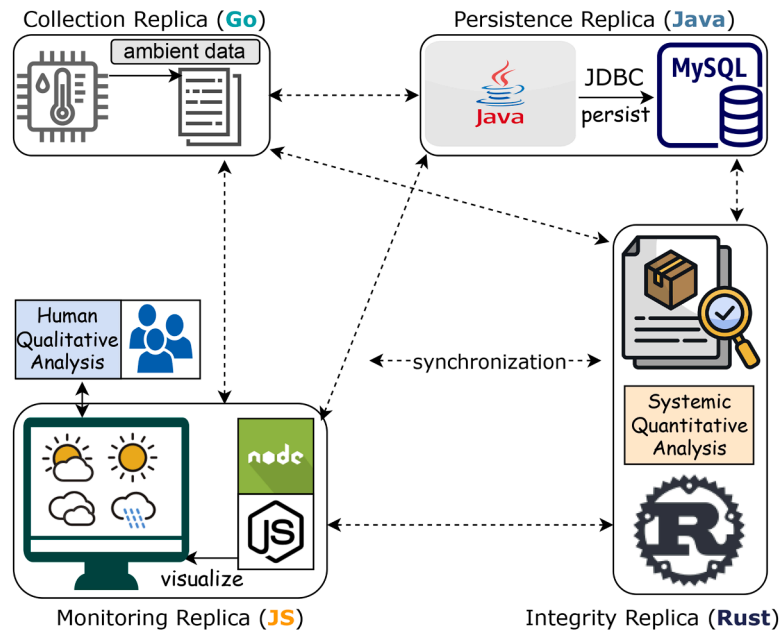 Collection Replica (Go)
ambient data
Persistence Replica (Java)
Java
JDBC
persist
MySQL
Human
Qualitative
Analysis
synchronization
Systemic
Quantitative
Analysis
node
JS
visualize
R
Monitoring Replica (JS)
Integrity Replica (Rust)